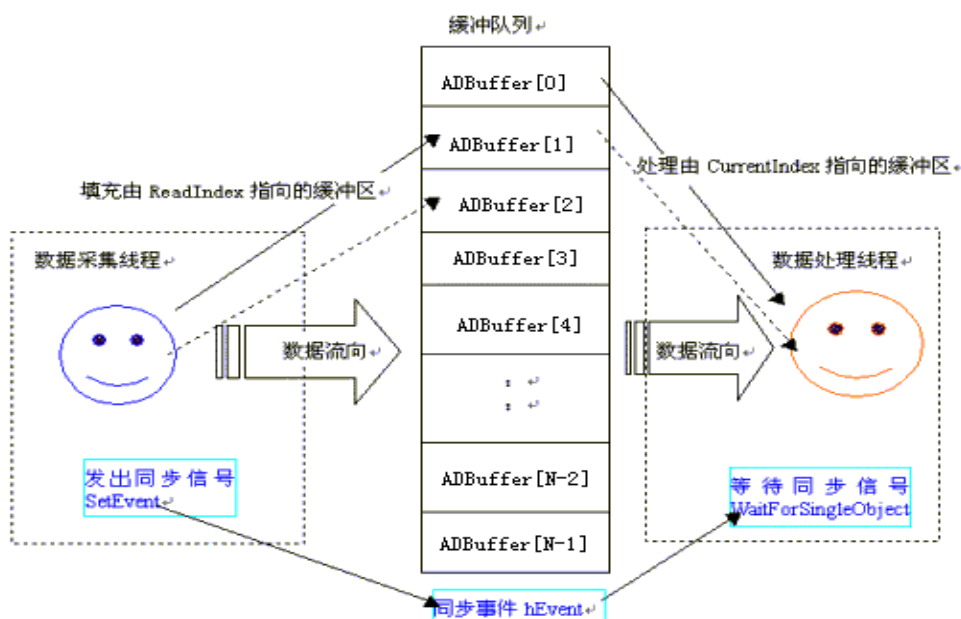 缓冲队列
ADBuffer[0]
ADBuffer[1]
处理由 CurrentIndex 指向的缓冲区
填充由 ReadIndex 指向的缓冲区
ADBuffer[2]
数据采集线程
ADBuffer[3]
数据处理线程
ADBuffer[4]
数据流向
数据流向
:
:
发出同步信号
SetEvent
ADBuffer[N-2]
等待同步信号
WaitForSingleObject
ADBuffer[N-1]
同步事件 hEvent